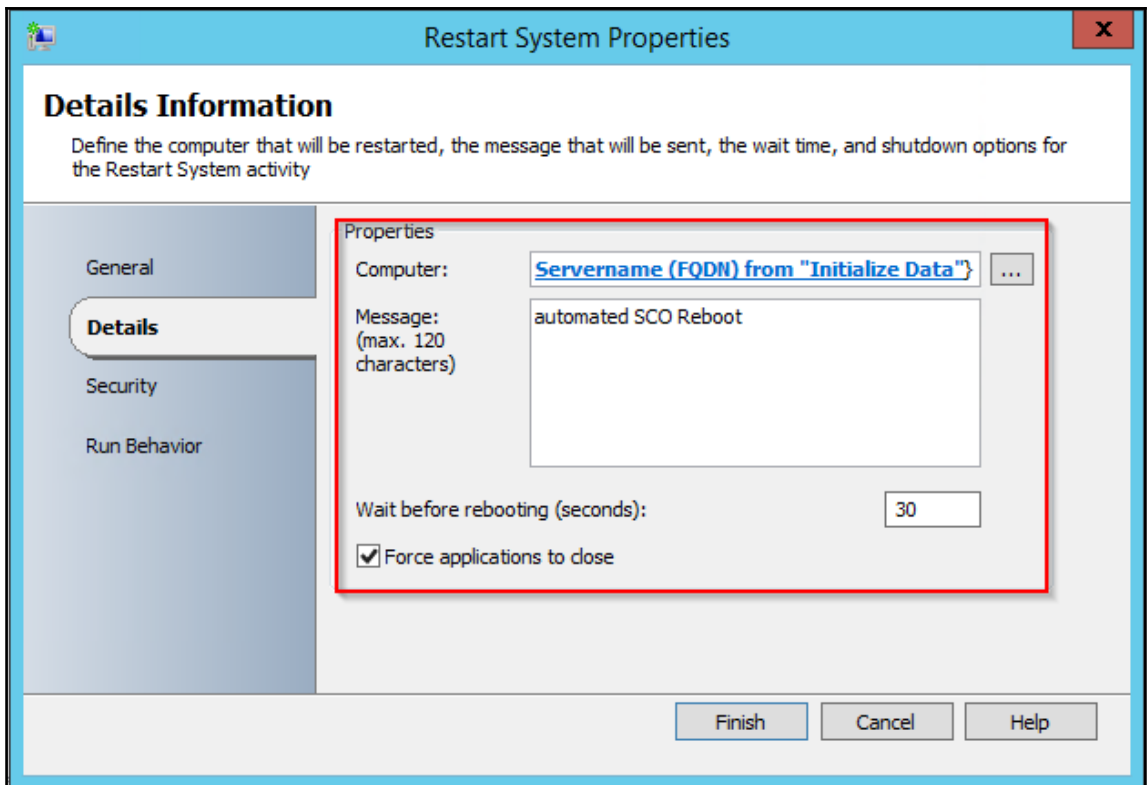 Restart System Properties
x
Details Information
Define the computer that will be restarted, the message that will be sent, the wait time, and shutdown options for
the Restart System activity
General
Details
Security
Run Behavior
Properties
Computer:
Servername (FQDN) from "Initialize Data"}
...
Message:
(max. 120
characters)
automated SCO Reboot
Wait before rebooting (seconds):
30
Force applications to close
Finish
Cancel
Help